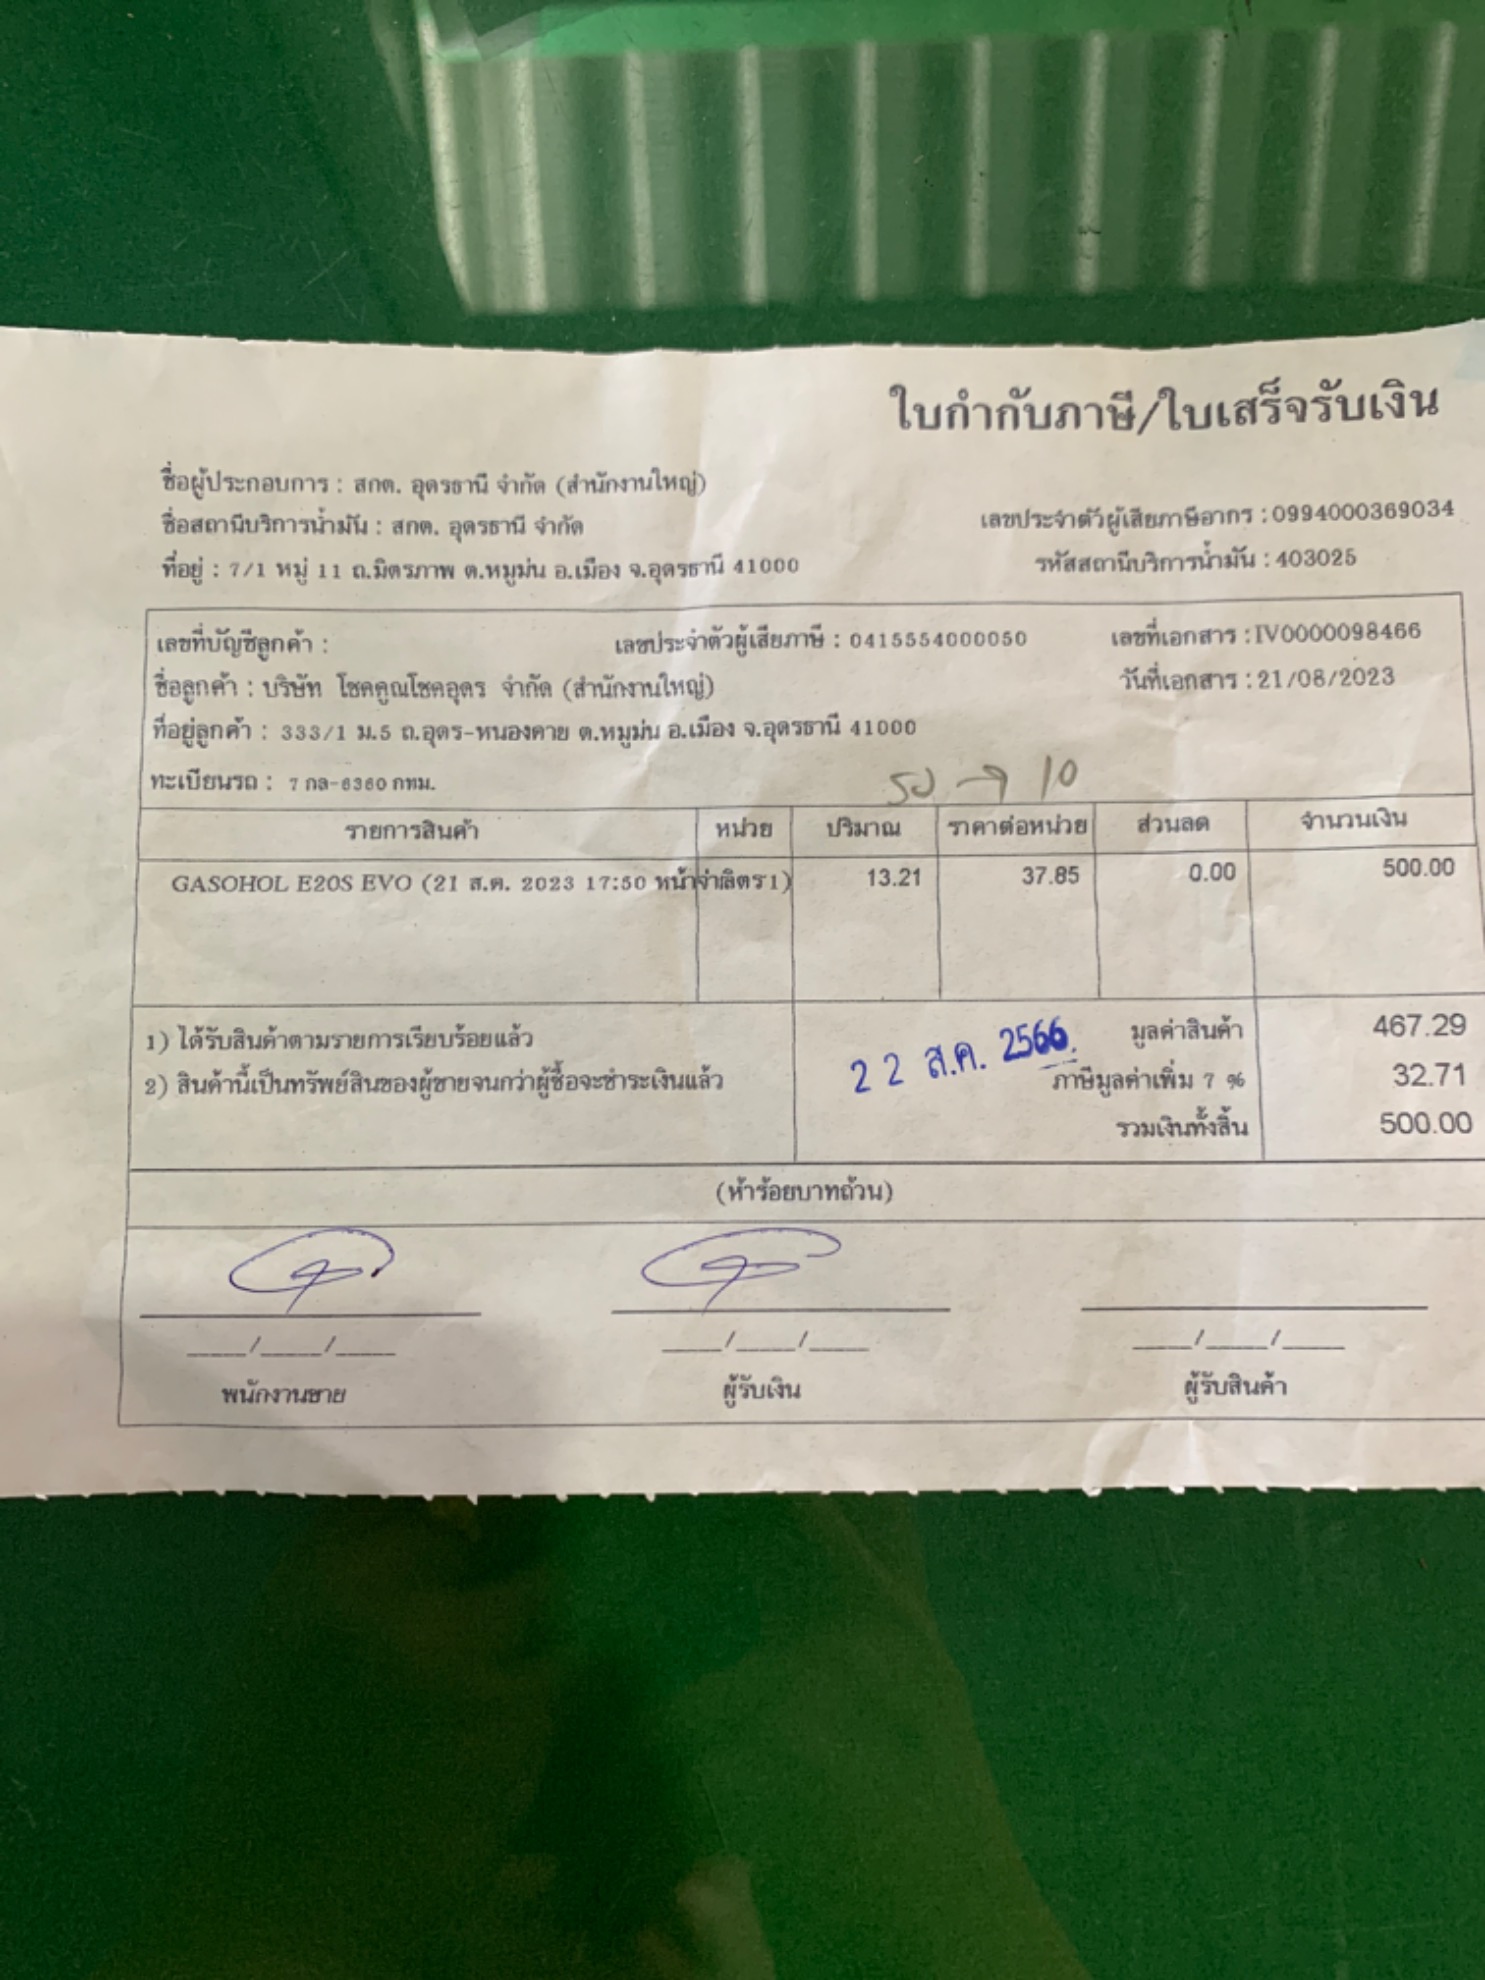 ใบกำกับภาษี/ใบเสร็จรับเงิน
ชื่อผู้ประกอบการ : สกต. อุดรธานี จำกัด (สำนักงานใหญ่)
ชื่อสถานีบริการน้ำมัน : สกต. อุดรธานี จำกัด
เลขประจำตัวผู้เสียภาษีอากร : 0994000369034
ที่อยู่ : 7/1 หมู่ 11 ถ.มิตรภาพ ต.หมูม่น อ.เมือง จ.อุดรธานี 41000
รหัสสถานีบริการน้ำมัน : 403025
เลขที่บัญชีลูกค้า : เลขประจำตัวผู้เสียภาษี : 0415554000050 เลขที่เอกสาร : IV0000098466
ชื่อลูกค้า : บริษัท โชคคูณโชคอุดร จำกัด (สำนักงานใหญ่) วันที่เอกสาร : 21/08/2023
ที่อยู่ลูกค้า : 333/1 ม.5 ถ.อุดร-หนองคาย ต.หมูม่น อ.เมือง จ.อุดรธานี 41000
ทะเบียนรถ : 7 กล-6360 กทม. 10
รายการสินค้า หน่วย ปริมาณ ราคาต่อหน่วย ส่วนลด จำนวนเงิน
GASOHOL E20S EVO (21 ส.ค. 2023 17:50 หน้าจ่าย1) ลิตร 13.21 37.85 0.00 500.00
1) ได้รับสินค้าตามรายการเรียบร้อยแล้ว
2) สินค้านี้เป็นทรัพย์สินของผู้ขายจนกว่าผู้ซื้อจะชำระเงินแล้ว
22 ส.ค. 2566
มูลค่าสินค้า 467.29
ภาษีมูลค่าเพิ่ม 7 % 32.71
รวมเงินทั้งสิ้น 500.00
(ห้าร้อยบาทถ้วน)
____/____/____ ____/____/____ ____/____/____
พนักงานขาย ผู้รับเงิน ผู้รับสินค้า